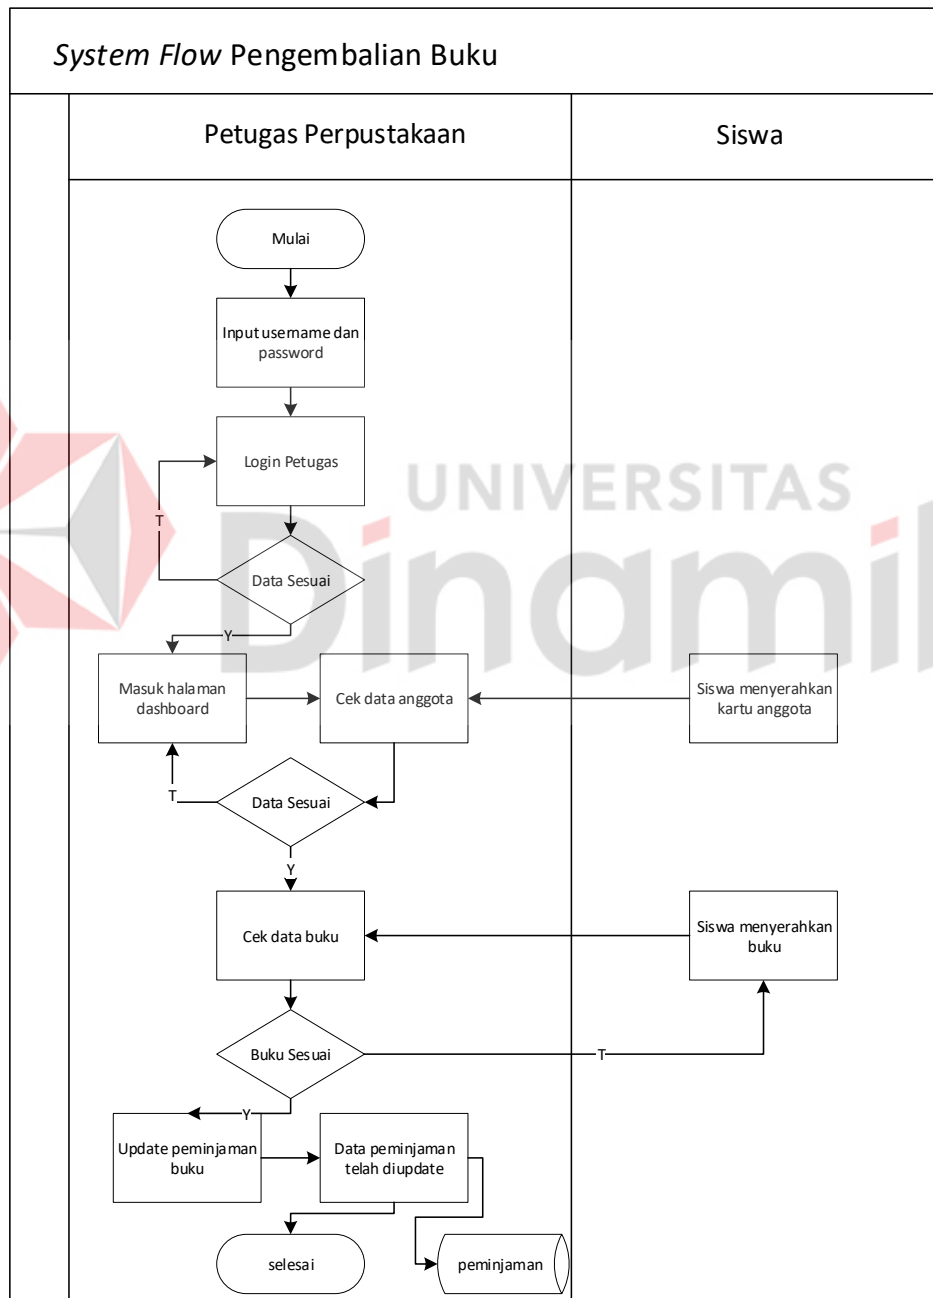 System Flow Pengembalian Buku
Petugas Perpustakaan
Siswa
Mulai
Input username dan
password
Login Petugas
UNIVERSITAS
T
Dinamik
Data Sesuai
Y
Masuk halaman
dashboard
Cek data anggota
Siswa menyerahkan
kartu anggota
T
Data Sesuai
Y
Cek data buku
Siswa menyerahkan
buku
Buku Sesuai
T
Y
Update peminjaman
buku
Data peminjaman
telah diupdate
selesai
peminjaman